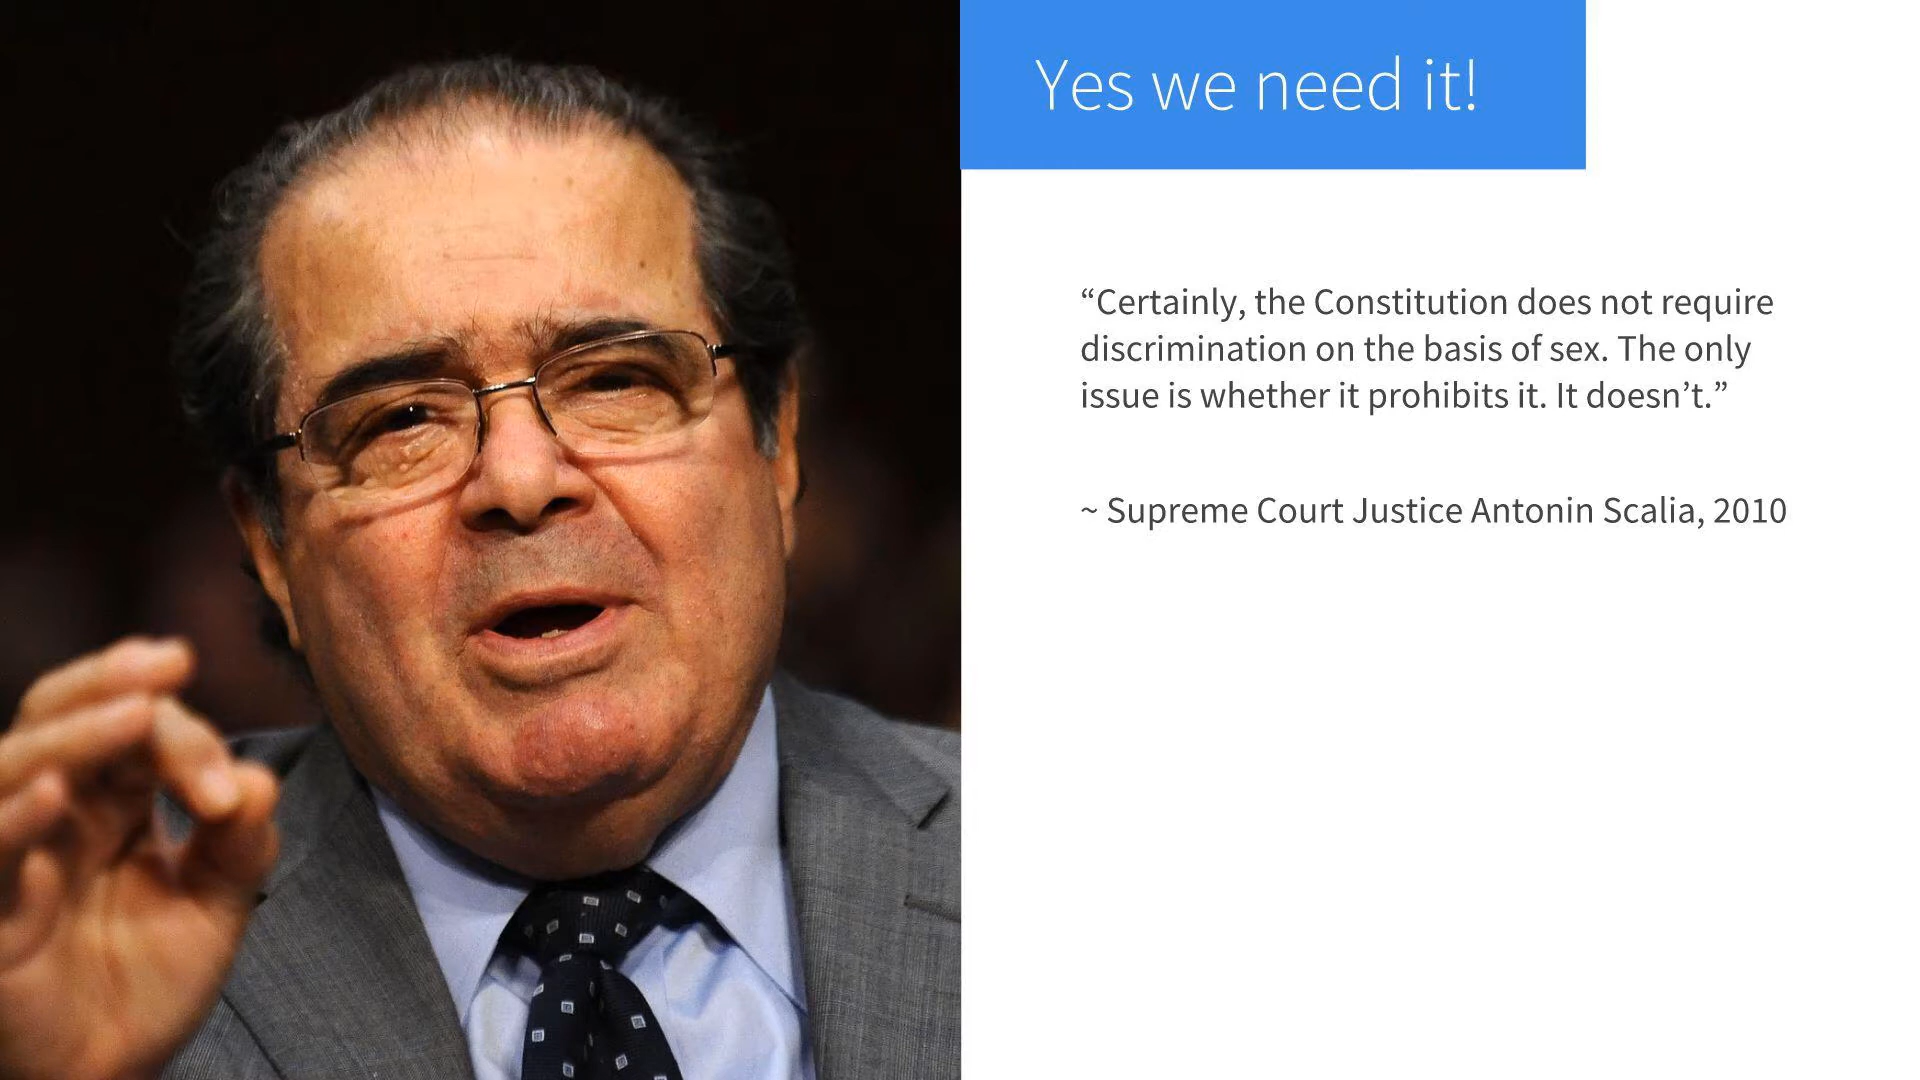 Yes we need it!
“Certainly, the Constitution does not require
discrimination on the basis of sex. The only
issue is whether it prohibits it. It doesn’t.”
~ Supreme Court Justice Antonin Scalia, 2010